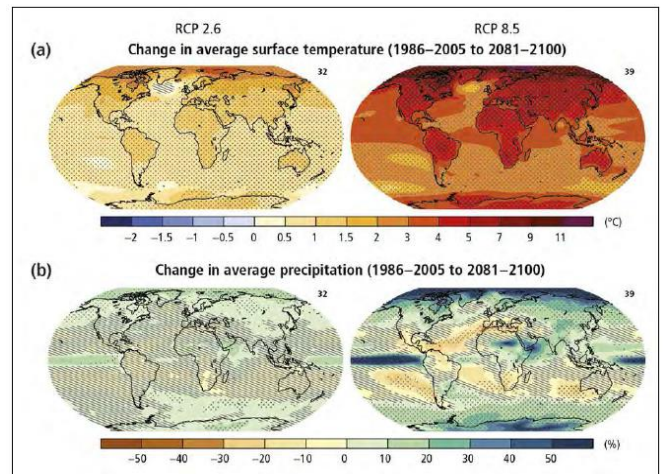 RCP 2.6 RCP 8.5
(a) Change in average surface temperature (1986–2005 to 2081–2100)
32 39
−2 −1.5 −1 −0.5 0 0.5 1 1.5 2 3 4 5 7 9 11 (°C)
(b) Change in average precipitation (1986–2005 to 2081–2100)
32 39
−50 −40 −30 −20 −10 0 10 20 30 40 50 (%)